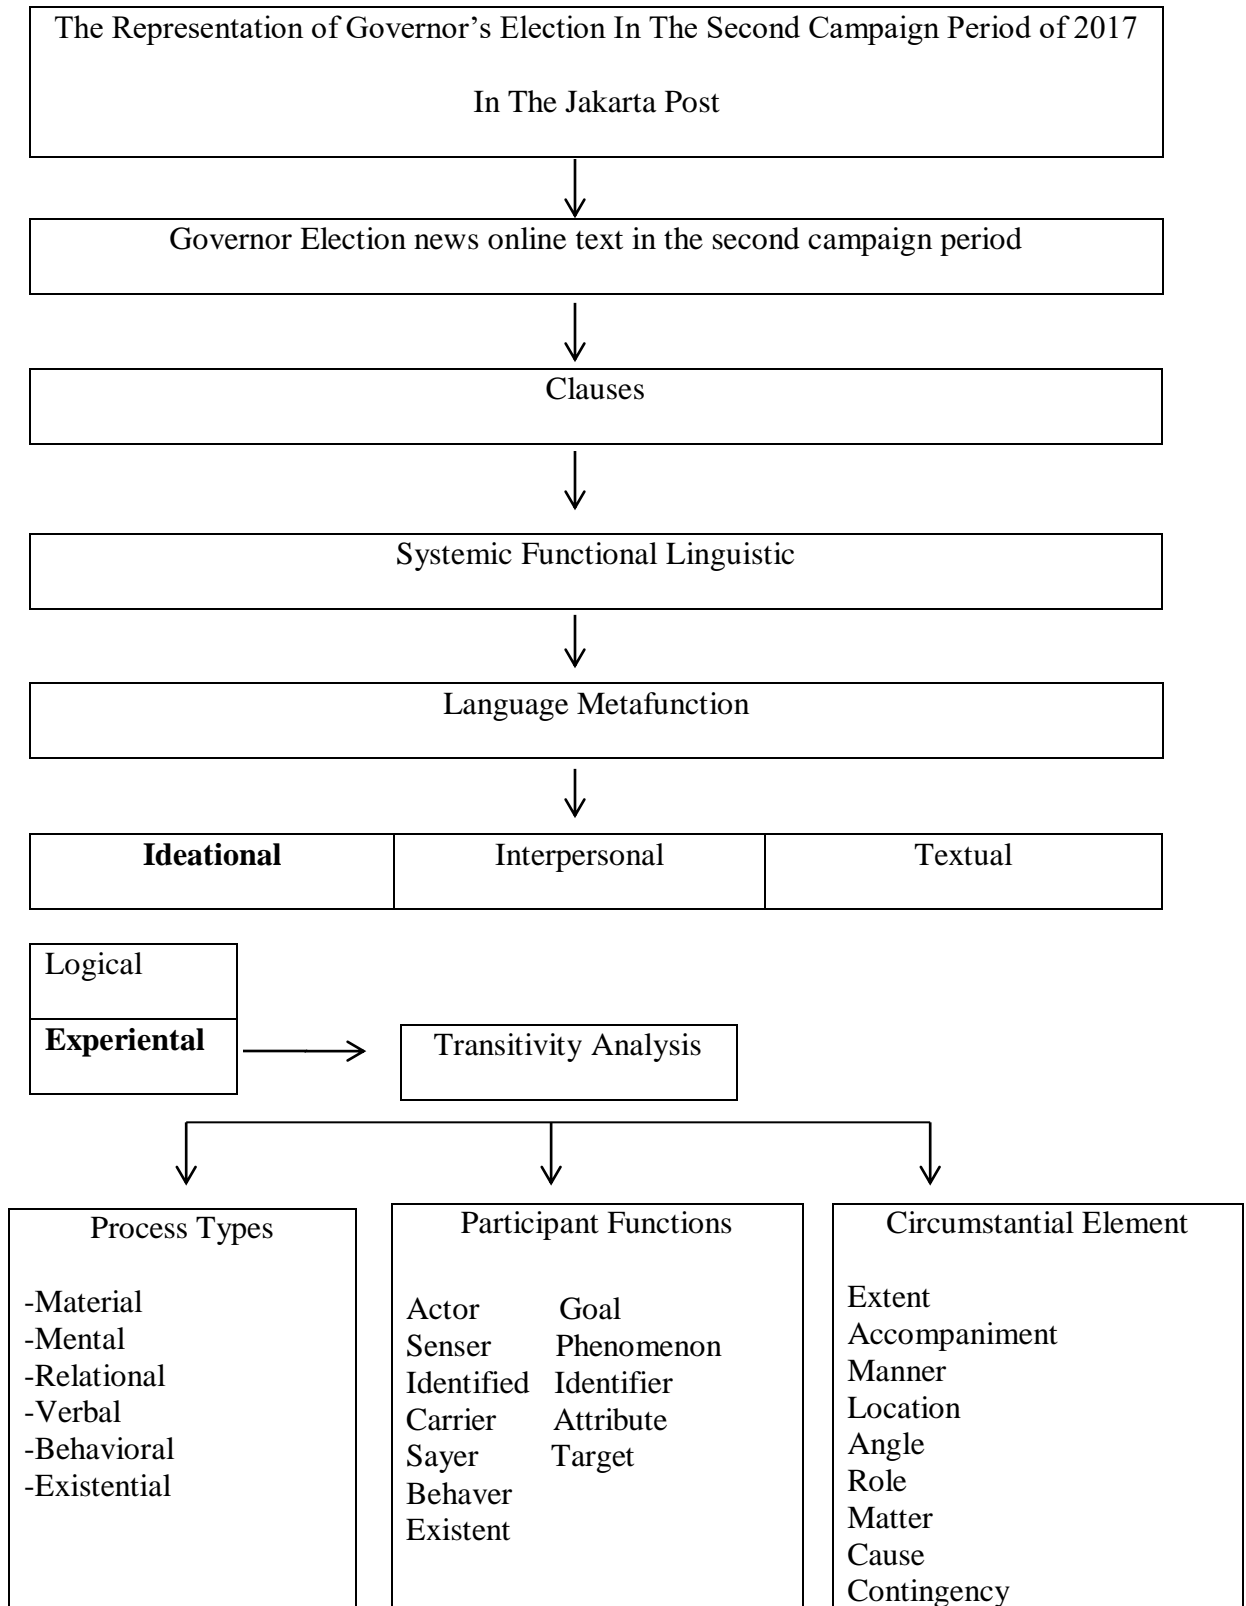 The Representation of Governor’s Election In The Second Campaign Period of 2017
In The Jakarta Post
Governor Election news online text in the second campaign period
Clauses
Systemic Functional Linguistic
Language Metafunction
Ideational Interpersonal Textual
Logical
Experiental
Transitivity Analysis
Process Types
-Material
-Mental
-Relational
-Verbal
-Behavioral
-Existential
Participant Functions
Actor Goal
Senser Phenomenon
Identified Identifier
Carrier Attribute
Sayer Target
Behaver
Existent
Circumstantial Element
Extent
Accompaniment
Manner
Location
Angle
Role
Matter
Cause
Contingency